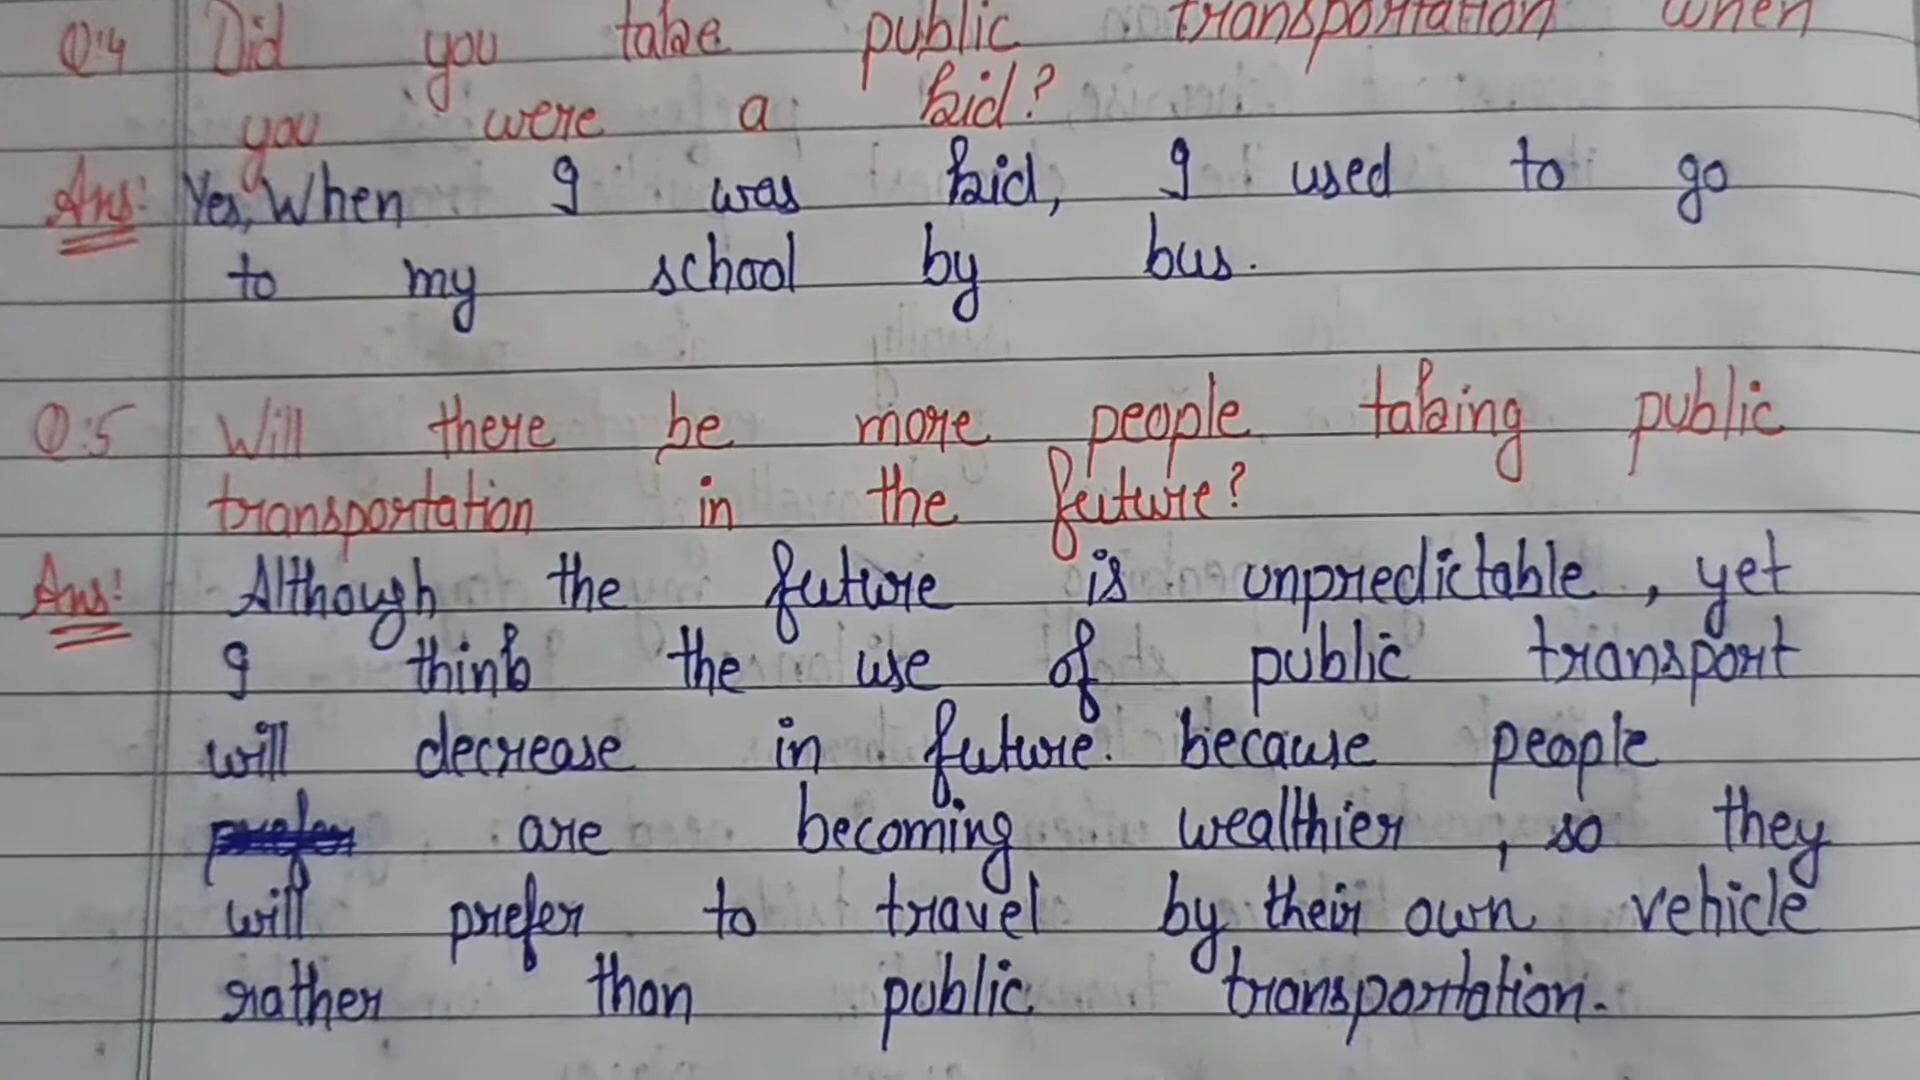 Q:4 Did you take public transportation when
you were a kid?
Ans: Yes, When I was kid, I used to go
to my school by bus.
Q:5 Will there be more people taking public
transportation in the future?
Ans: Although the future is unpredictable, yet
I think the use of public transport
will decrease in future. because people
are becoming wealthier, so they
will prefer to travel by their own vehicle
rather than public transportation.